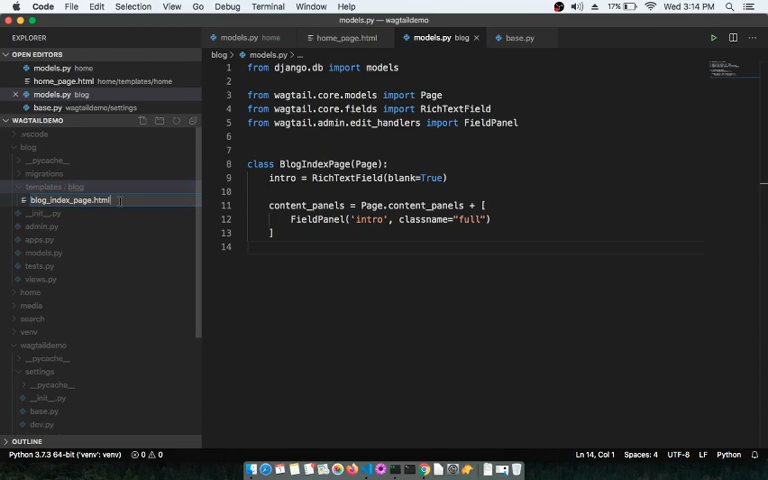 Code File Edit Selection View Go Debug Terminal Window Help 17% Wed 3:14 PM
models.py — wagtaildemo
EXPLORER
OPEN EDITORS
models.py home
home_page.html home/templates/home
models.py blog
base.py wagtaildemo/settings
WAGTAILDEMO
.vscode
blog
__pycache__
migrations
templates / blog
blog_index_page.html
__init__.py
admin.py
apps.py
models.py
tests.py
views.py
home
media
search
venv
wagtaildemo
__pycache__
settings
__pycache__
__init__.py
base.py
dev.py
OUTLINE
models.py home home_page.html models.py blog base.py
blog models.py ...
1 from django.db import models
2
3 from wagtail.core.models import Page
4 from wagtail.core.fields import RichTextField
5 from wagtail.admin.edit_handlers import FieldPanel
6
7
8 class BlogIndexPage(Page):
9 intro = RichTextField(blank=True)
10
11 content_panels = Page.content_panels + [
12 FieldPanel('intro', classname="full")
13 ]
14
Python 3.7.3 64-bit ('venv': venv) 0 0 Ln 14, Col 1 Spaces: 4 UTF-8 LF Python